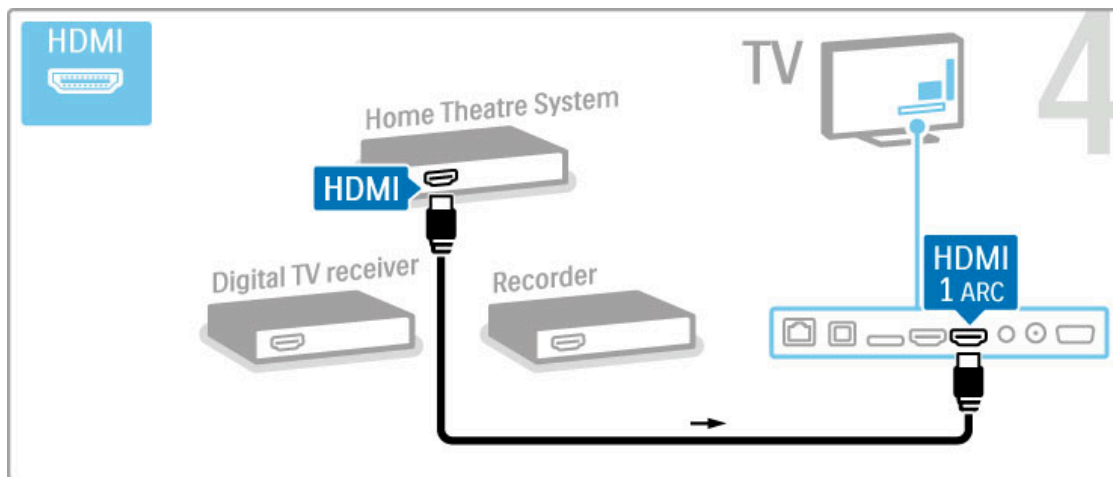 HDMI
TV
4
Home Theatre System
HDMI
Digital TV receiver
Recorder
HDMI
1 ARC